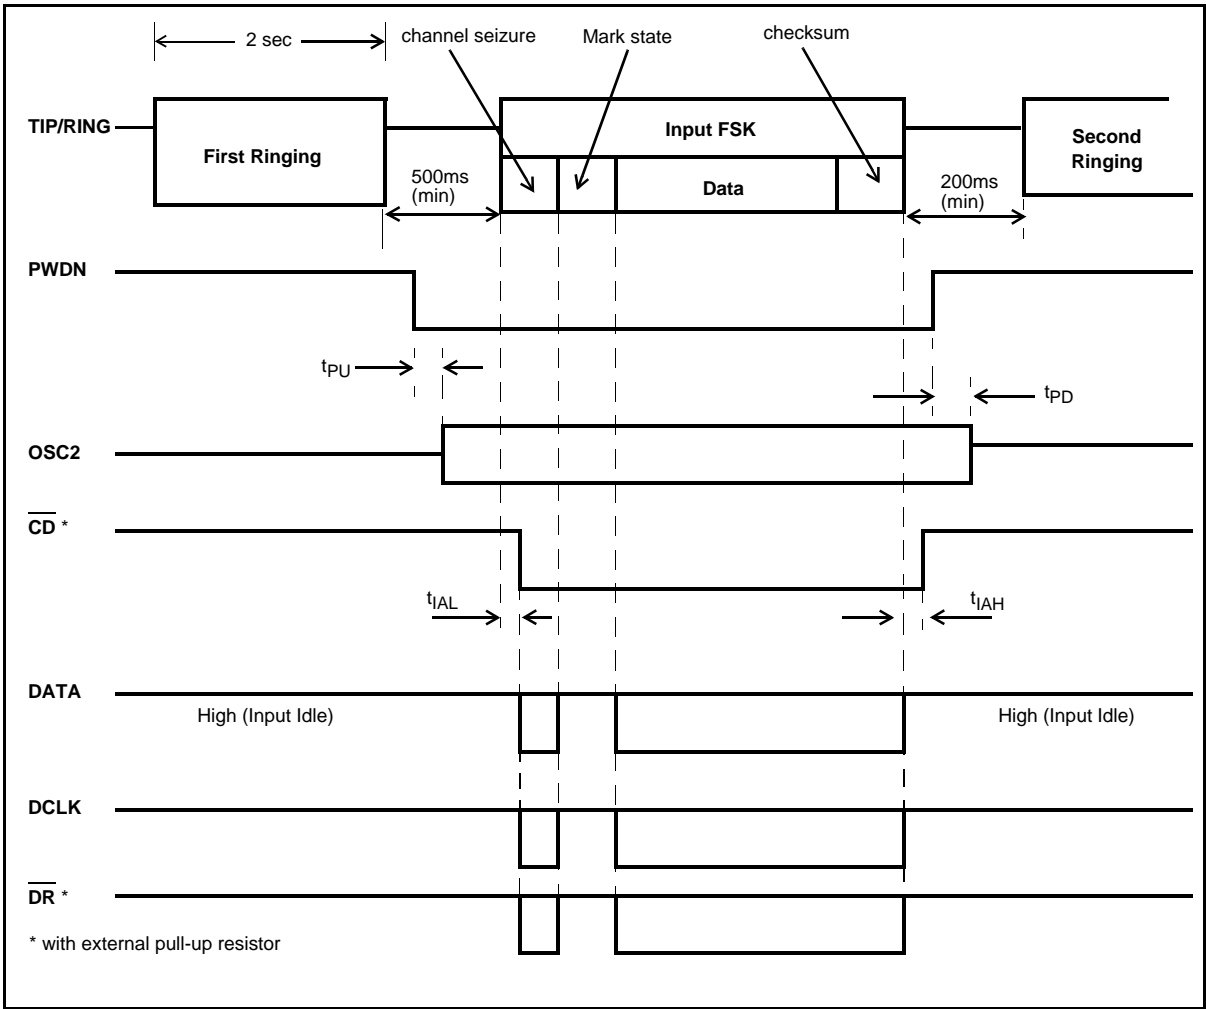 2 sec
channel seizure
Mark state
checksum
TIP/RING
First Ringing
500ms
(min)
Input FSK
Data
200ms
(min)
Second
Ringing
PWDN
tPU
tPD
OSC2
CD *
tIAL
tIAH
DATA
High (Input Idle)
High (Input Idle)
DCLK
DR *
* with external pull-up resistor